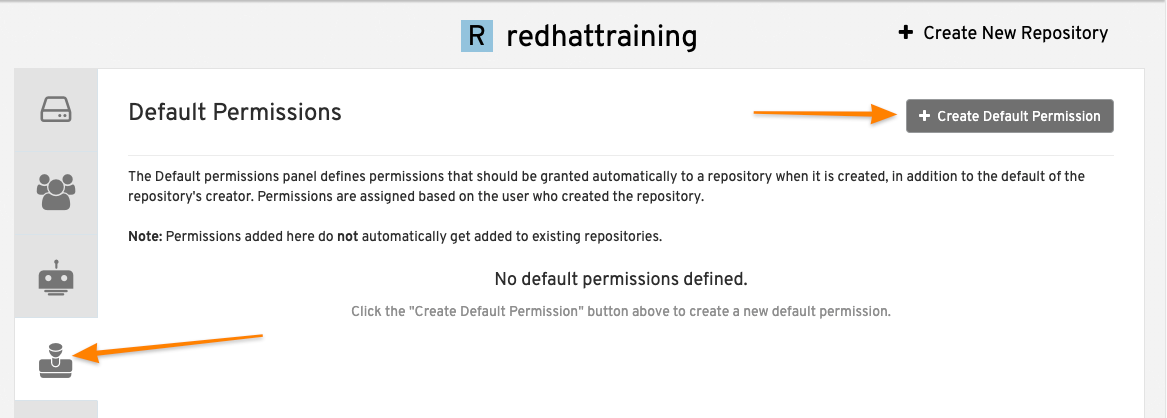 R redhattraining
+ Create New Repository
Default Permissions
+ Create Default Permission
The Default permissions panel defines permissions that should be granted automatically to a repository when it is created, in addition to the default of the
repository's creator. Permissions are assigned based on the user who created the repository.
Note: Permissions added here do not automatically get added to existing repositories.
No default permissions defined.
Click the "Create Default Permission" button above to create a new default permission.